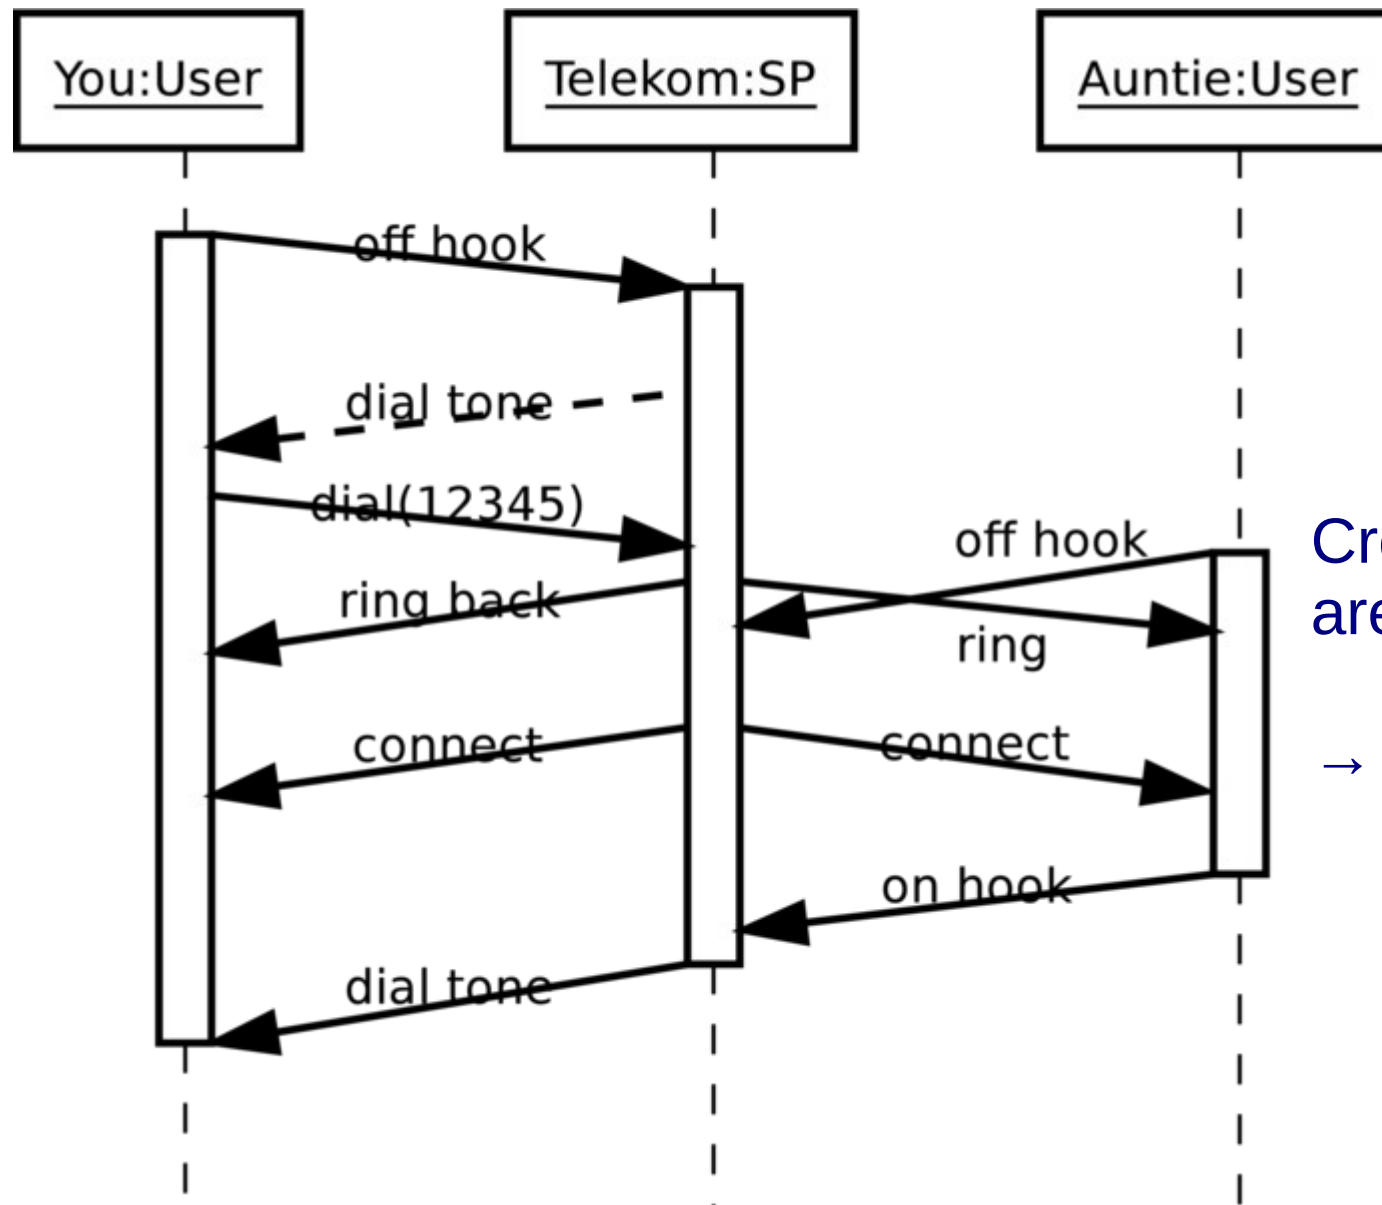 You:User
Telekom:SP
Auntie:User
off hook
dial tone
dial(12345)
off hook
ring back
ring
connect
connect
on hook
dial tone
→